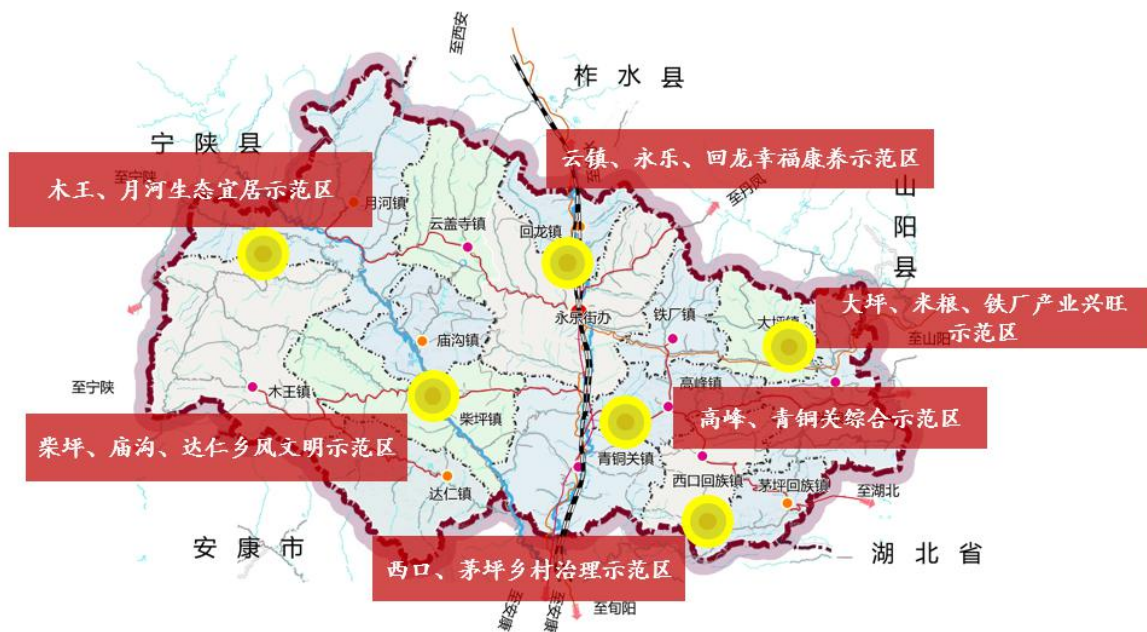 至西安
柞水县
宁陕县
云镇、永乐、回龙幸福康养示范区
至宁陕
木王、月河生态宜居示范区
至丹凤
山阳县
月河镇
云盖寺镇
回龙镇
大坪、米粮、铁厂产业兴旺
示范区
永乐街办
铁厂镇
大坪镇
至山阳
庙沟镇
至宁陕
木王镇
高峰镇
柴坪镇
高峰、青铜关综合示范区
柴坪、庙沟、达仁乡风文明示范区
青铜关镇
西口回族镇
茅坪回族镇
达仁镇
至湖北
安康市
湖北省
西口、茅坪乡村治理示范区
至安康
至安康
至旬阳